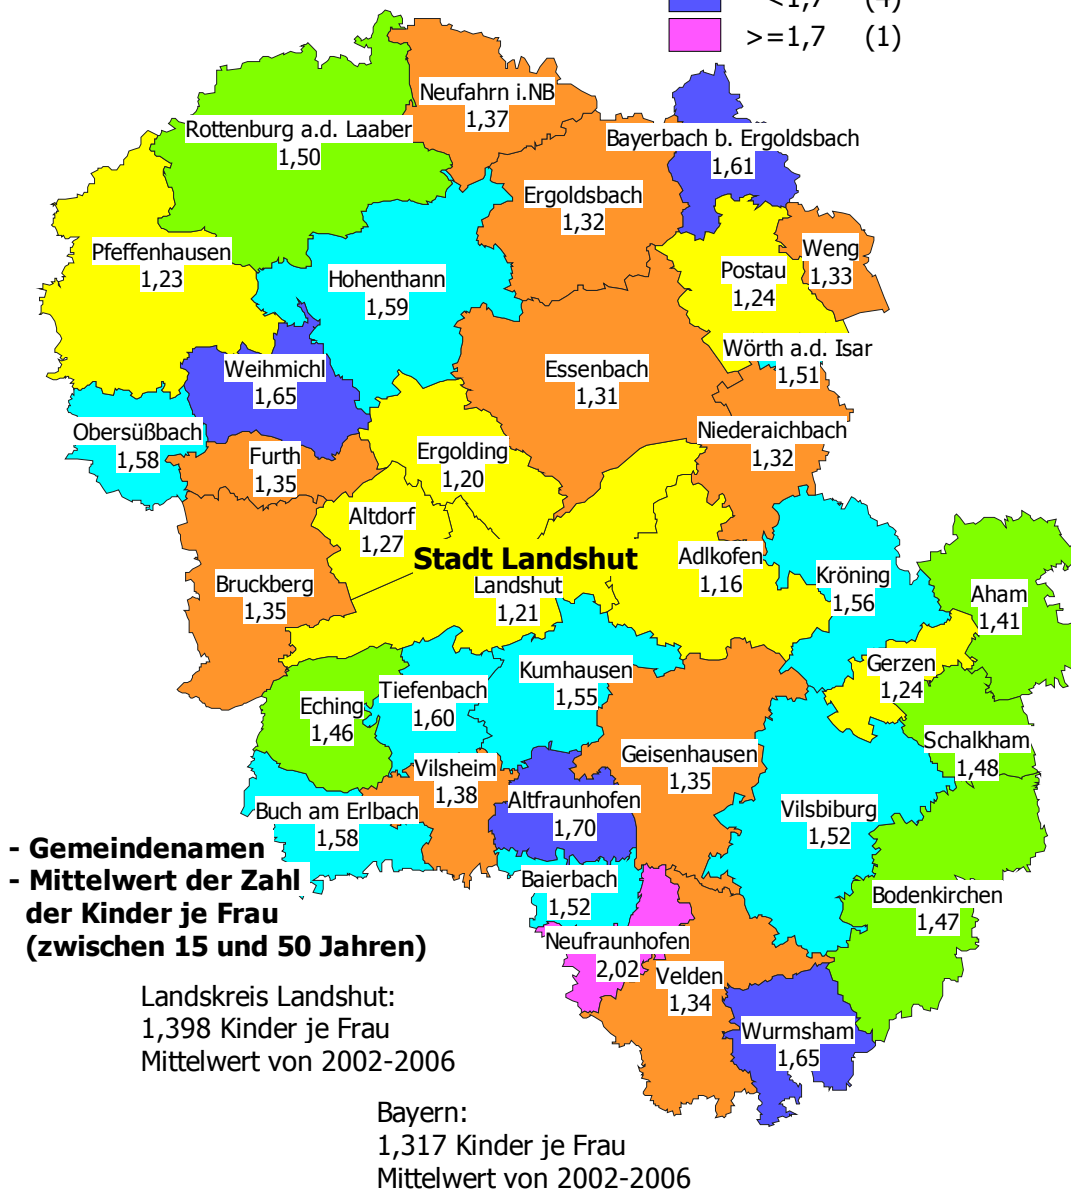 <1,7 (4)
>=1,7 (1)
Neufahrn i.NB
1,37
Rottenburg a.d. Laaber
1,50
Bayerbach b. Ergoldsbach
1,61
Ergoldsbach
1,32
Pfeffenhausen
1,23
Hohenthann
1,59
Postau
1,24
Weng
1,33
Weihmichl
1,65
Essenbach
1,31
Wörth a.d. Isar
1,51
Obersüßbach
1,58
Furth
1,35
Ergolding
1,20
Niederaichbach
1,32
Altdorf
1,27
Stadt Landshut
Landshut
1,21
Adlkofen
1,16
Bruckberg
1,35
Kröning
1,56
Aham
1,41
Gerzen
1,24
Eching
1,46
Tiefenbach
1,60
Kumhausen
1,55
Geisenhausen
1,35
Schalkham
1,48
Vilsheim
1,38
Buch am Erlbach
1,58
Altfraunhofen
1,70
Vilsbiburg
1,52
Baierbach
1,52
Bodenkirchen
1,47
Neufraunhofen
2,02
Velden
1,34
Wurmsham
1,65
- Gemeindenamen
- Mittelwert der Zahl
der Kinder je Frau
(zwischen 15 und 50 Jahren)
Landskreis Landshut:
1,398 Kinder je Frau
Mittelwert von 2002-2006
Bayern:
1,317 Kinder je Frau
Mittelwert von 2002-2006